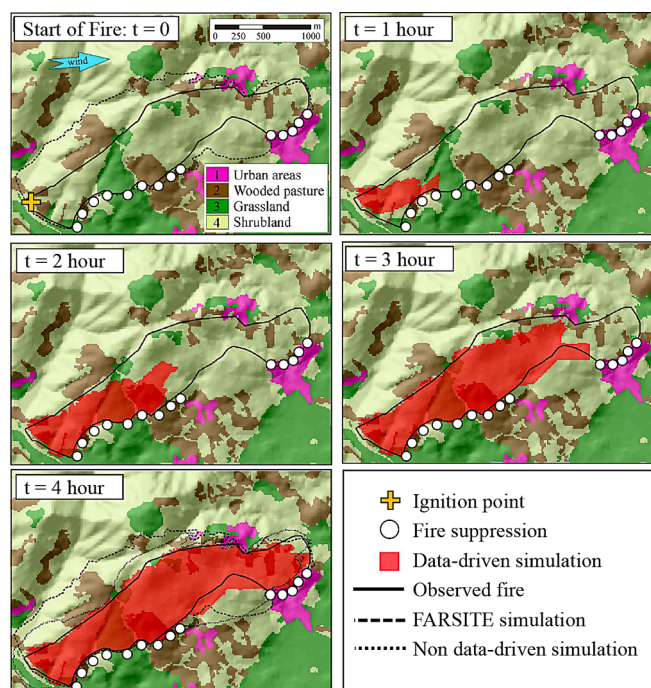 Start of Fire: t = 0
m
0 250 500 1000
wind
1 Urban areas
2 Wooded pasture
3 Grassland
4 Shrubland
t = 1 hour
t = 2 hour
t = 3 hour
t = 4 hour
Ignition point
Fire suppression
Data-driven simulation
Observed fire
FARSITE simulation
Non data-driven simulation